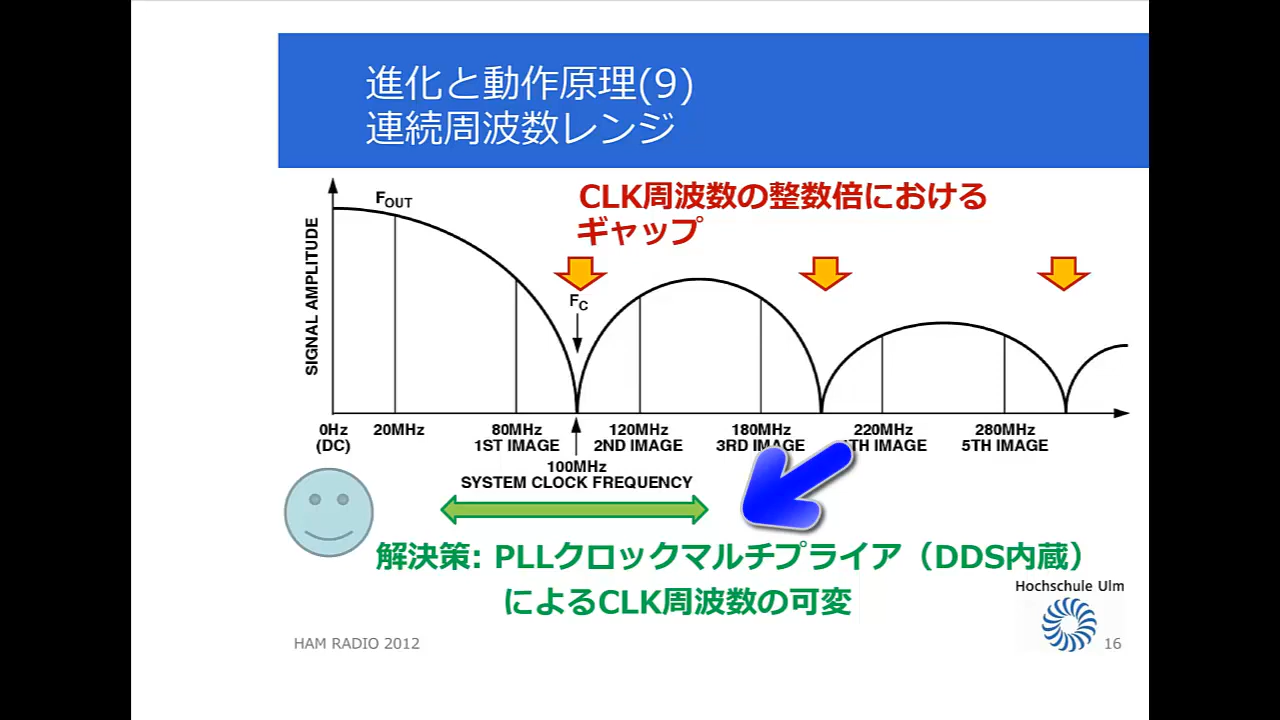 進化と動作原理(9)
連続周波数レンジ
CLK周波数の整数倍における
ギャップ
FOUT
SIGNAL AMPLITUDE
FC
0Hz
(DC)
20MHz
80MHz
1ST IMAGE
120MHz
2ND IMAGE
180MHz
3RD IMAGE
220MHz
4TH IMAGE
280MHz
5TH IMAGE
100MHz
SYSTEM CLOCK FREQUENCY
解決策: PLLクロックマルチプライア（DDS内蔵）
によるCLK周波数の可変
Hochschule Ulm
HAM RADIO 2012
16